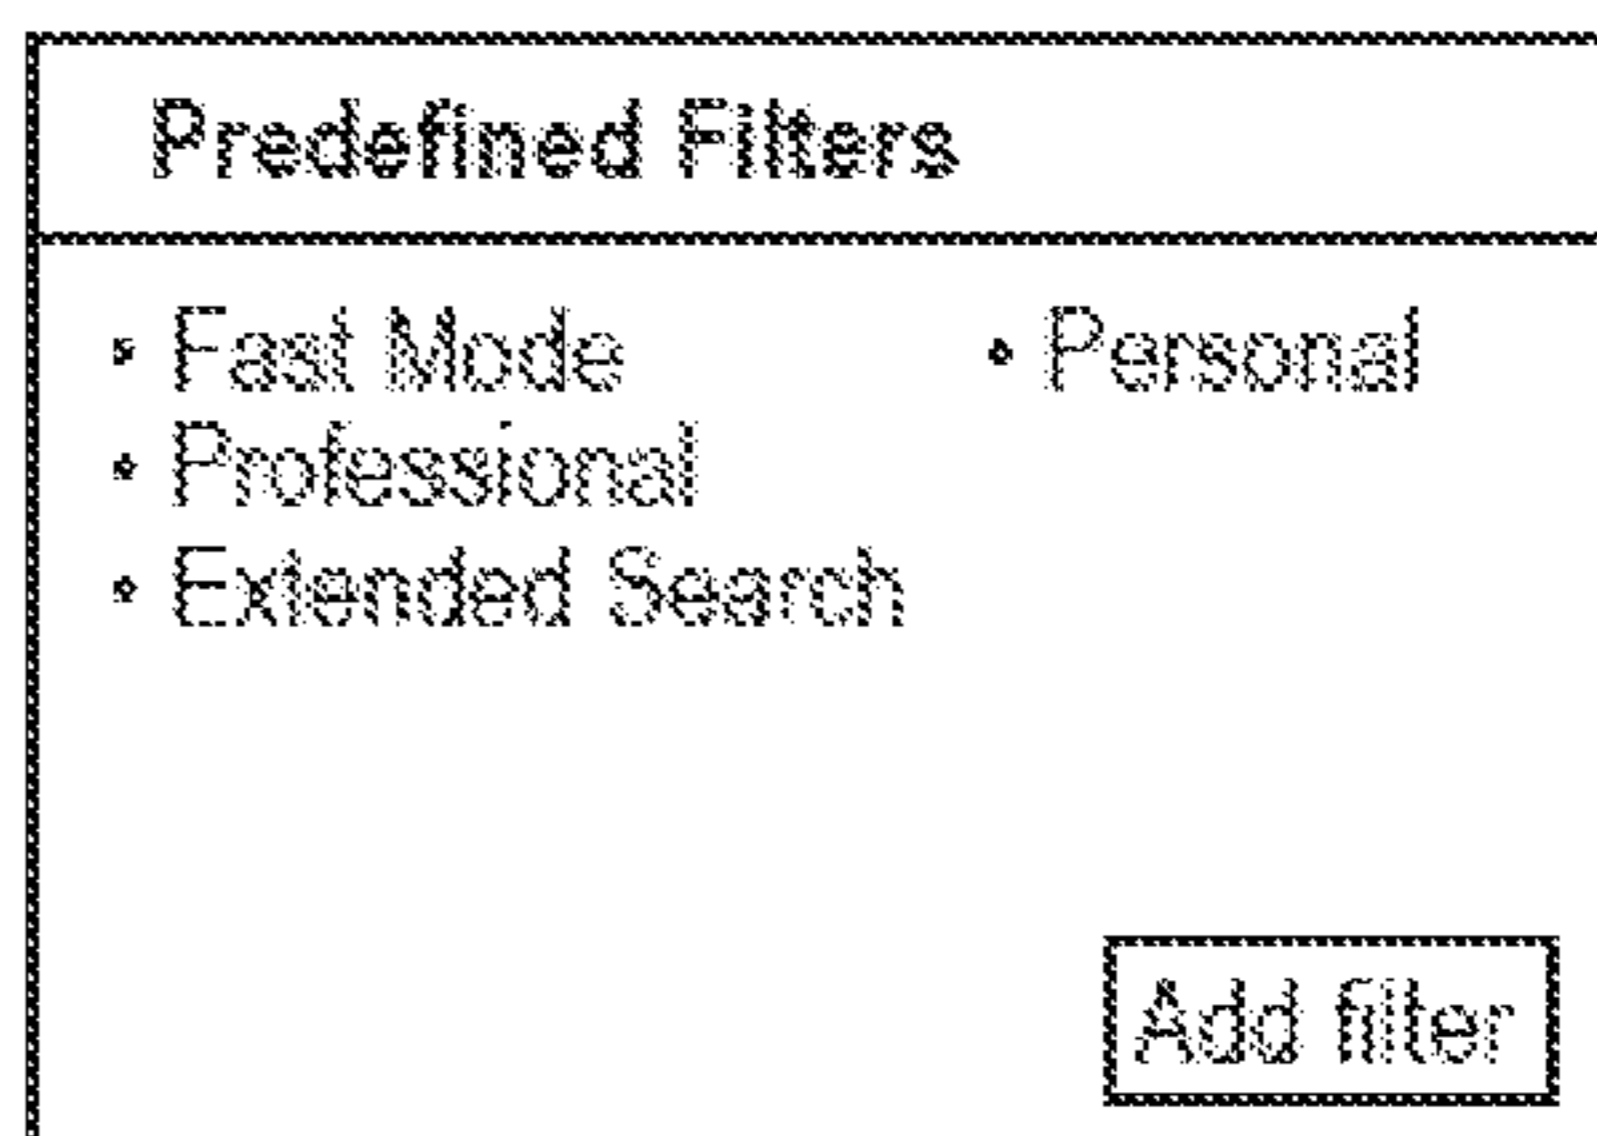 Predefined Filters
• Fast Mode
• Professional
• Extended Search
• Personal
Add filter